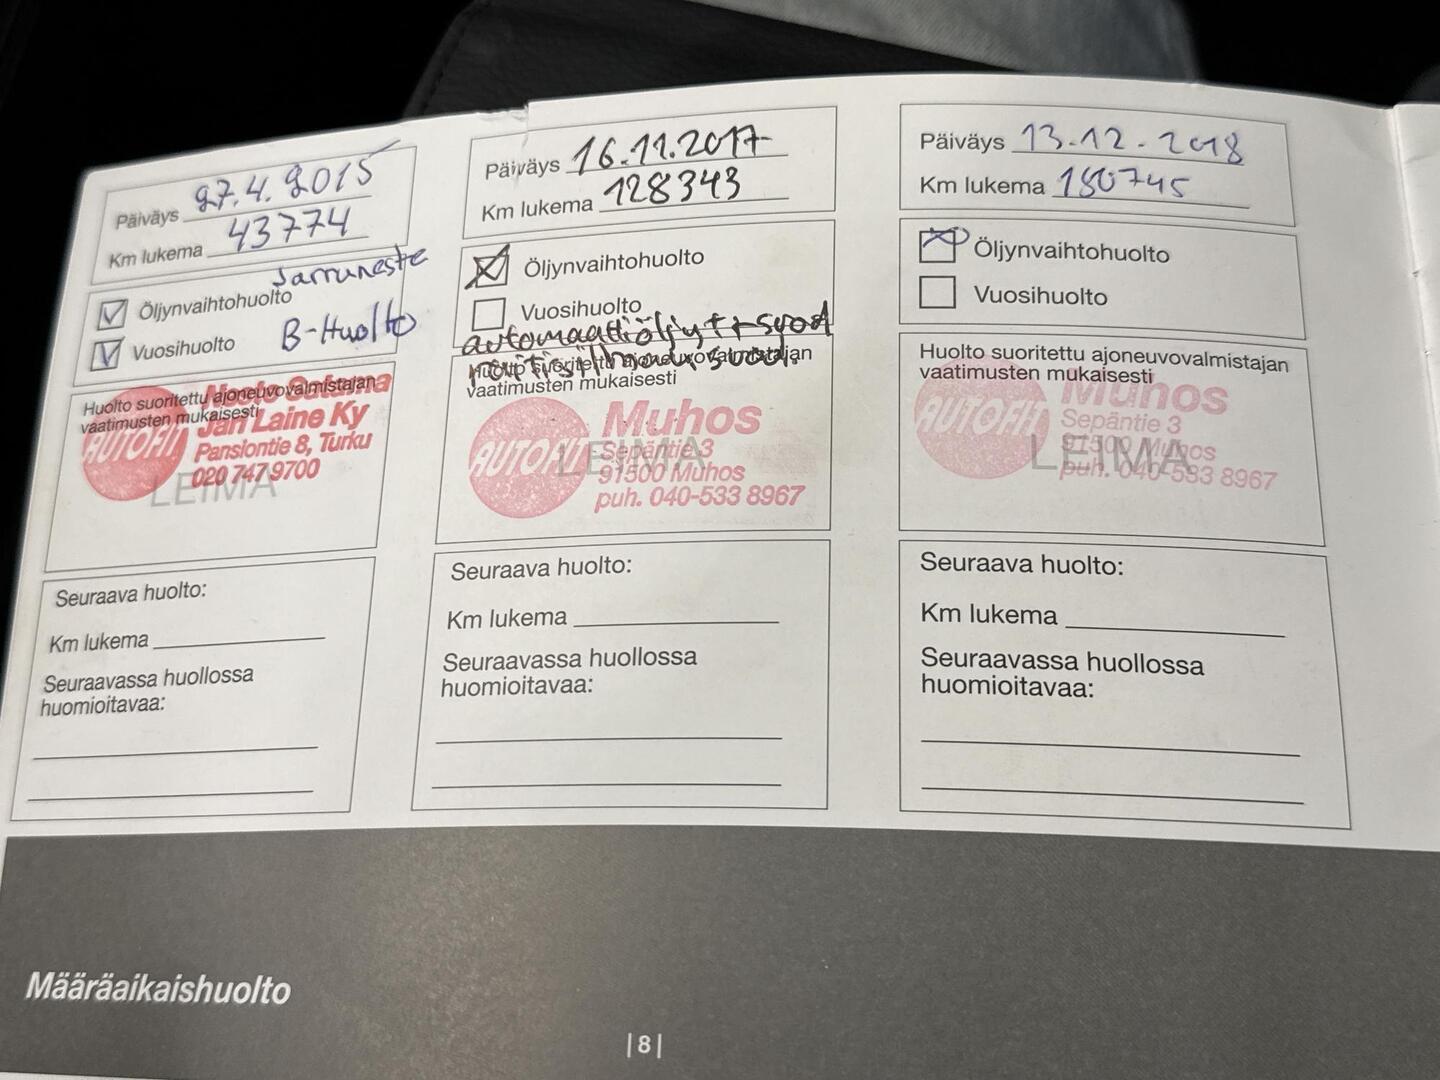 Päiväys 27.4.2015
Km lukema 43774
Jarruneste
Öljynvaihtohuolto
B-Huolto
Vuosihuolto
Huolto suoritettu ajoneuvovalmistajan
vaatimusten mukaisesti
AUTOFIT
Jari Laine Ky
Pansiontie 8, Turku
020 747 9700
LEIMA
Seuraava huolto:
Km lukema
Seuraavassa huollossa
huomioitavaa:
Päiväys 16.11.2017
Km lukema 128343
Öljynvaihtohuolto
Vuosihuolto
automaattiöljyt + suod
Huolto suoritettu ajoneuvovalmistajan
vaatimusten mukaisesti
AUTOFIT
Muhos
Sepäntie 3
91500 Muhos
puh. 040-533 8967
LEIMA
Seuraava huolto:
Km lukema
Seuraavassa huollossa
huomioitavaa:
Päiväys 13.12.2018
Km lukema 180745
Öljynvaihtohuolto
Vuosihuolto
Huolto suoritettu ajoneuvovalmistajan
vaatimusten mukaisesti
AUTOFIT
Muhos
Sepäntie 3
91500 Muhos
puh. 040-533 8967
LEIMA
Seuraava huolto:
Km lukema
Seuraavassa huollossa
huomioitavaa:
Määräaikaishuolto
|8|